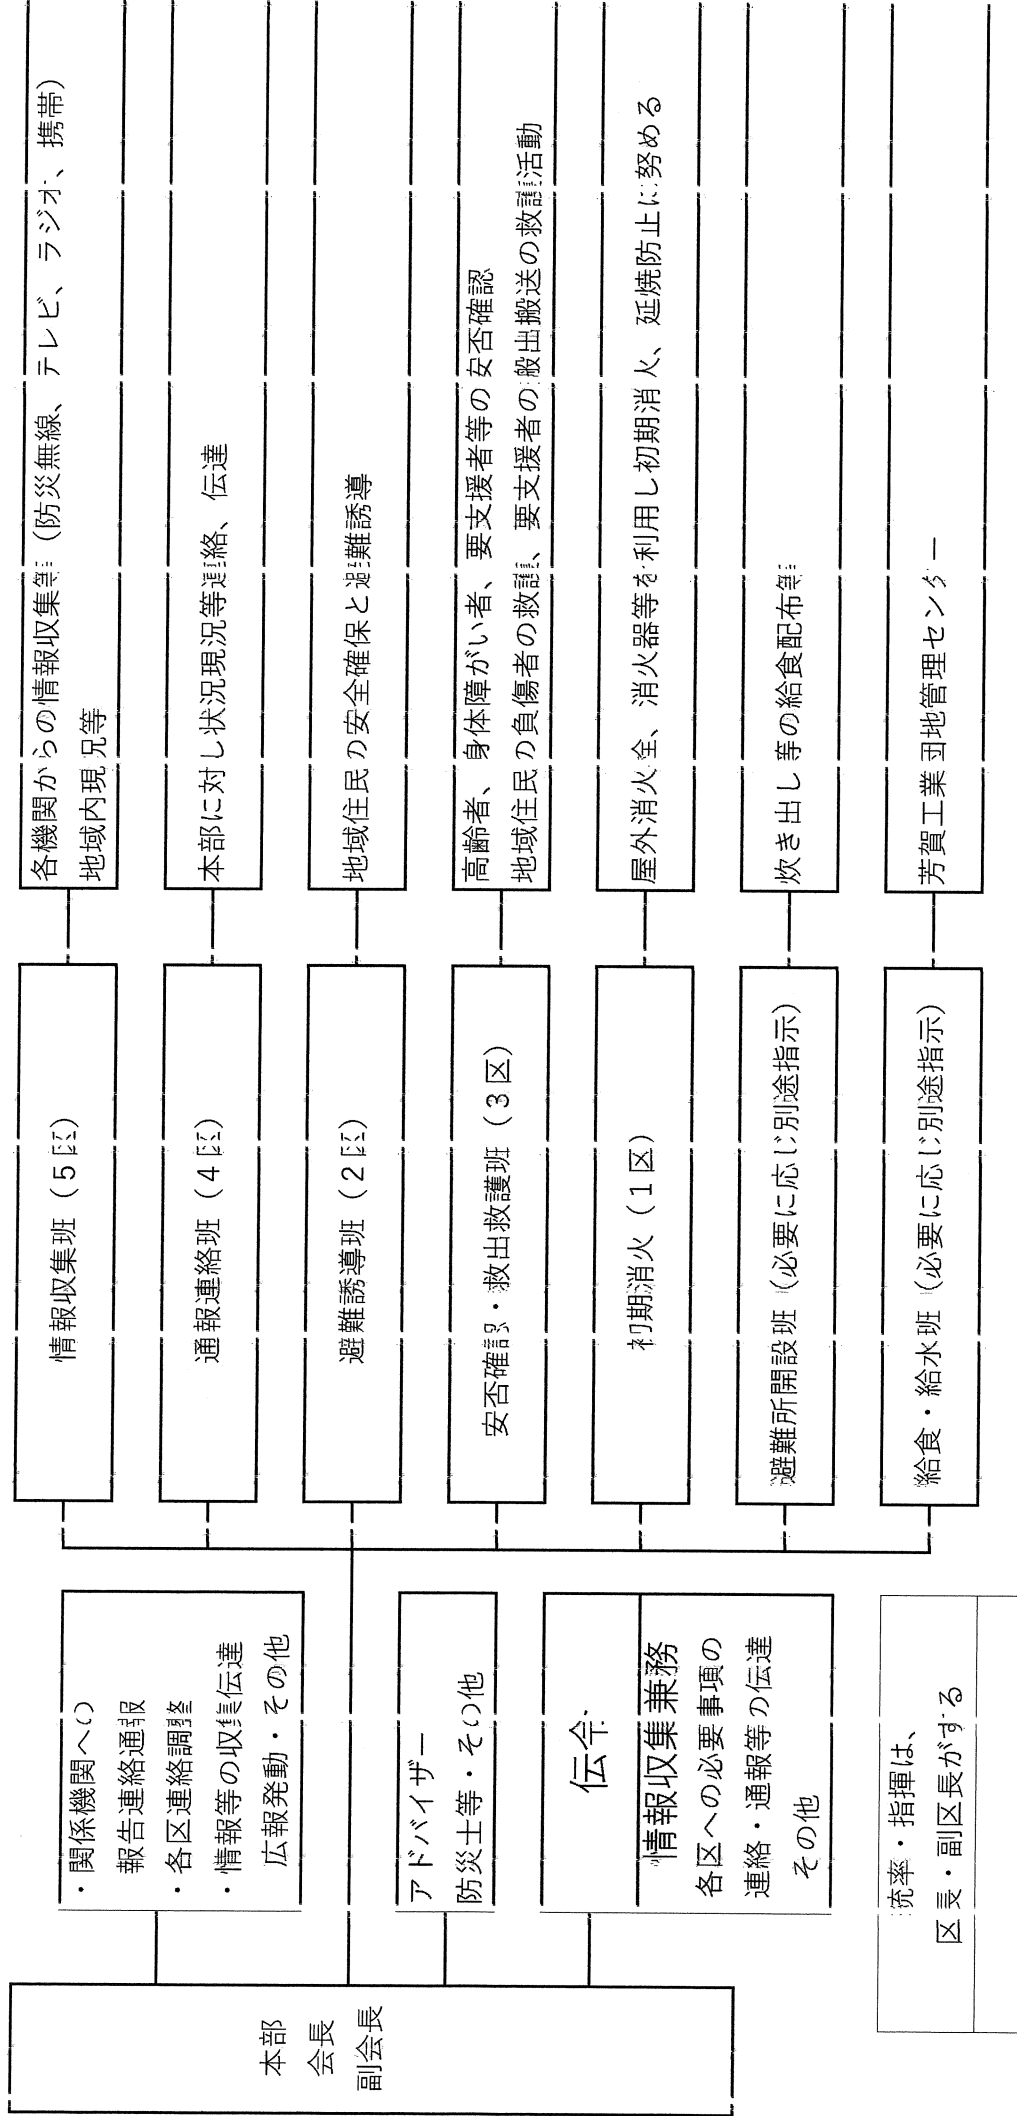 本部
会長
副会長
・関係機関への
報告連絡通報
・各区連絡調整
・情報等の収集伝達
広報発動・その他
アドバイザー
防災士等・その他
伝令
情報収集兼務
各区への必要事項の
連絡・通報等の伝達
その他
統率・指揮は、
区長・副区長がする
情報収集班（５区）
各機関からの情報収集等（防災無線、テレビ、ラジオ、携帯）
地域内現況等
通報連絡班（４区）
本部に対し状況現況等連絡、伝達
避難誘導班（２区）
地域住民の安全確保と避難誘導
安否確認・救出救護班（３区）
高齢者、身体障がい者、要支援者等の安否確認
地域住民の負傷者の救護、要支援者の搬出搬送の救護活動
初期消火（１区）
屋外消火全、消火器等を利用し初期消火、延焼防止に努める
避難所開設班（必要に応じ別途指示）
炊き出し等の給食配布等
給食・給水班（必要に応じ別途指示）
芳賀工業団地管理センター